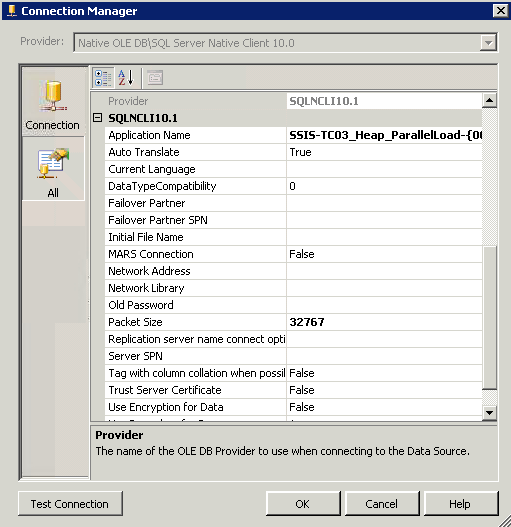 Connection Manager
Provider: Native OLE DB\SQL Server Native Client 10.0
Connection
All
Provider SQLNCLI10.1
SQLNCLI10.1
Application Name SSIS-TC03_Heap_ParallelLoad-{00
Auto Translate True
Current Language
DataTypeCompatibility 0
Failover Partner
Failover Partner SPN
Initial File Name
MARS Connection False
Network Address
Network Library
Old Password
Packet Size 32767
Replication server name connect opti
Server SPN
Tag with column collation when possil False
Trust Server Certificate False
Use Encryption for Data False
Provider
The name of the OLE DB Provider to use when connecting to the Data Source.
Test Connection OK Cancel Help